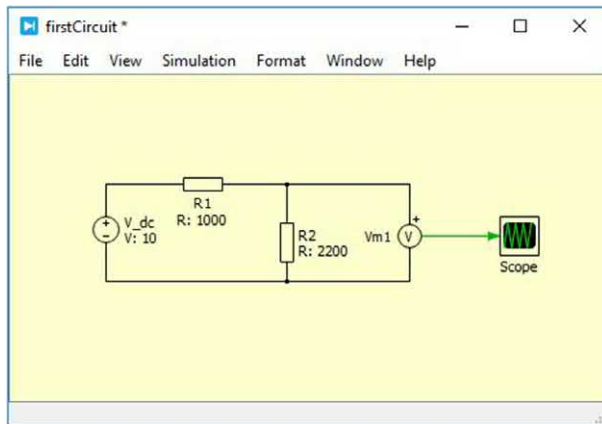 firstCircuit *
File Edit View Simulation Format Window Help
R1
R: 1000
V_dc
V: 10
+
−
R2
R: 2200
+
Vm1 V
Scope